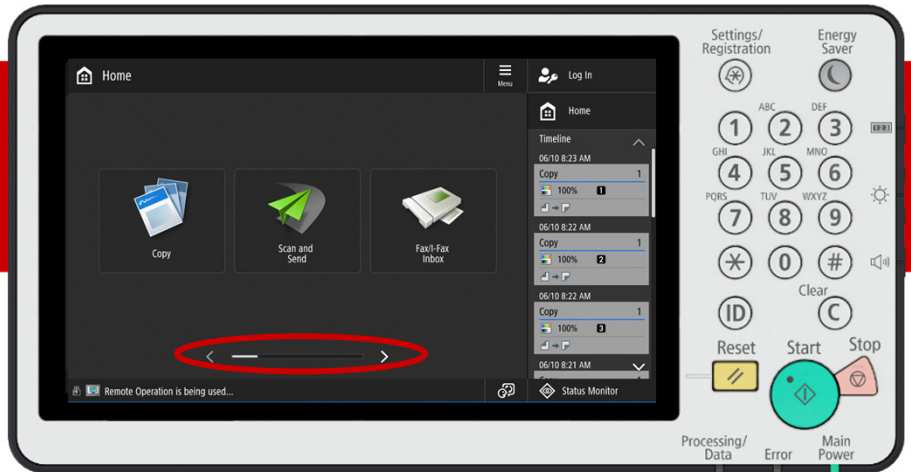 Home
Menu
Log In
Home
Timeline
06/10 8:23 AM
Copy 1
100% 1
06/10 8:22 AM
Copy 1
100% 2
06/10 8:22 AM
Copy 1
100% 3
06/10 8:21 AM
Copy
Scan and
Send
Fax/I-Fax
Inbox
Remote Operation is being used...
Status Monitor
Settings/
Registration
Energy
Saver
1
ABC
2
DEF
3
GHI
4
JKL
5
MNO
6
PQRS
7
TUV
8
WXYZ
9
0
#
ID
Clear
C
Reset
Start
Stop
Processing/
Data
Error
Main
Power